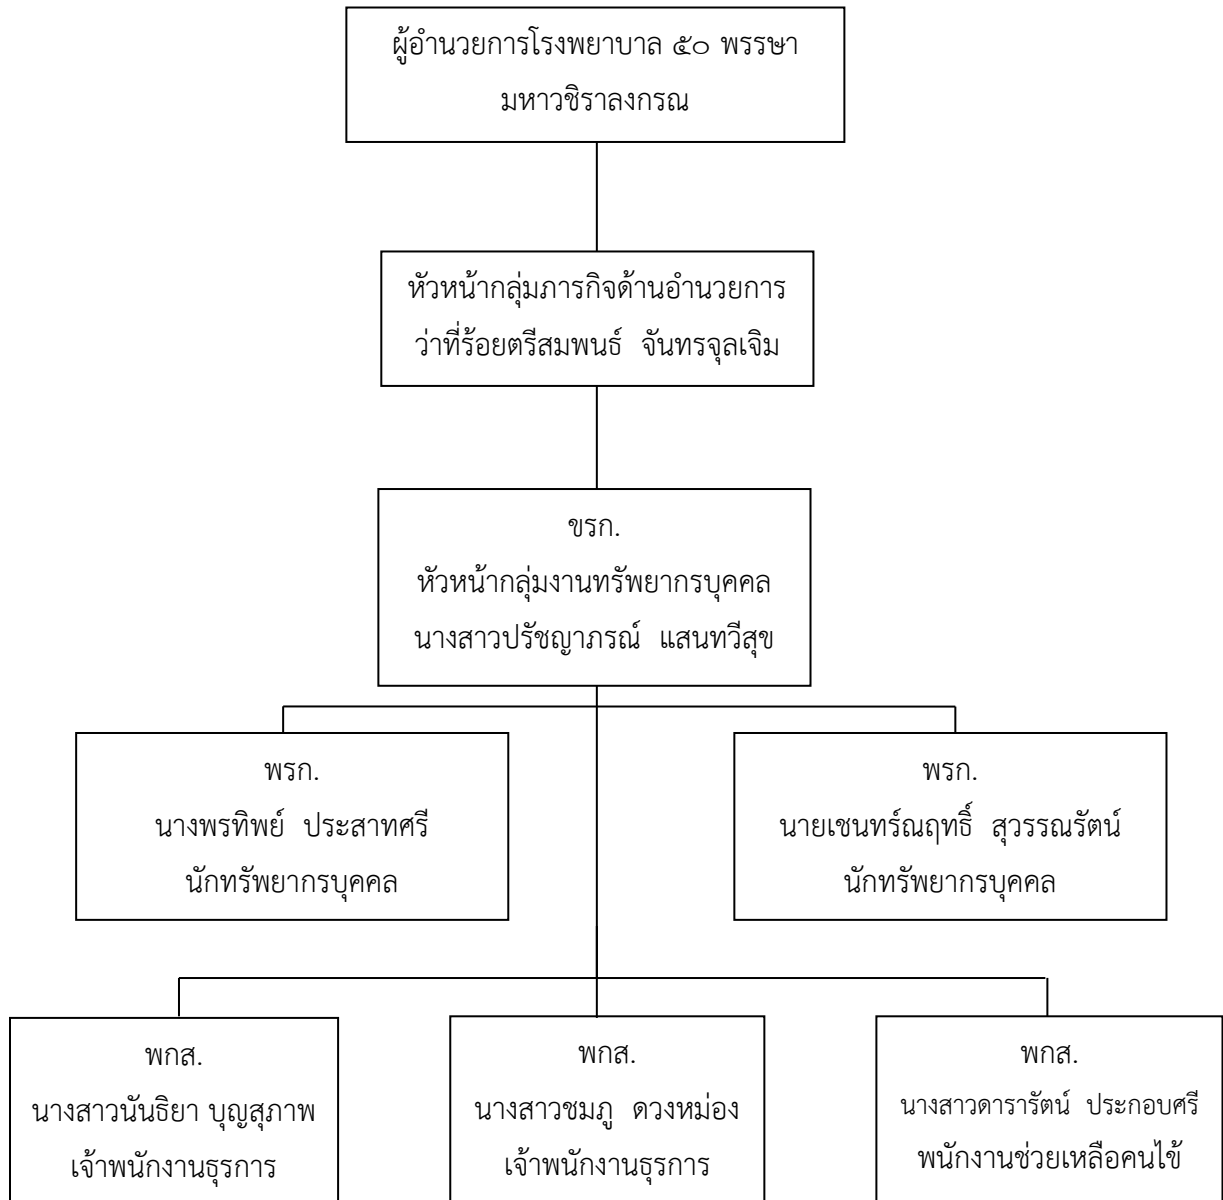 ผู้อำนวยการโรงพยาบาล ๕๐ พรรษา
มหาวชิราลงกรณ
หัวหน้ากลุ่มภารกิจด้านอำนวยการ
ว่าที่ร้อยตรีสมพนธ์ จันทรจุลเจิม
ขรก.
หัวหน้ากลุ่มงานทรัพยากรบุคคล
นางสาวปรัชญาภรณ์ แสนทวีสุข
พรก.
นางพรทิพย์ ประสาทศรี
นักทรัพยากรบุคคล
พรก.
นายเชนทร์ณฤทธิ์ สุวรรณรัตน์
นักทรัพยากรบุคคล
พกส.
นางสาวนันธิยา บุญสุภาพ
เจ้าพนักงานธุรการ
พกส.
นางสาวชมภู ดวงหม่อง
เจ้าพนักงานธุรการ
พกส.
นางสาวดารารัตน์ ประกอบศรี
พนักงานช่วยเหลือคนไข้